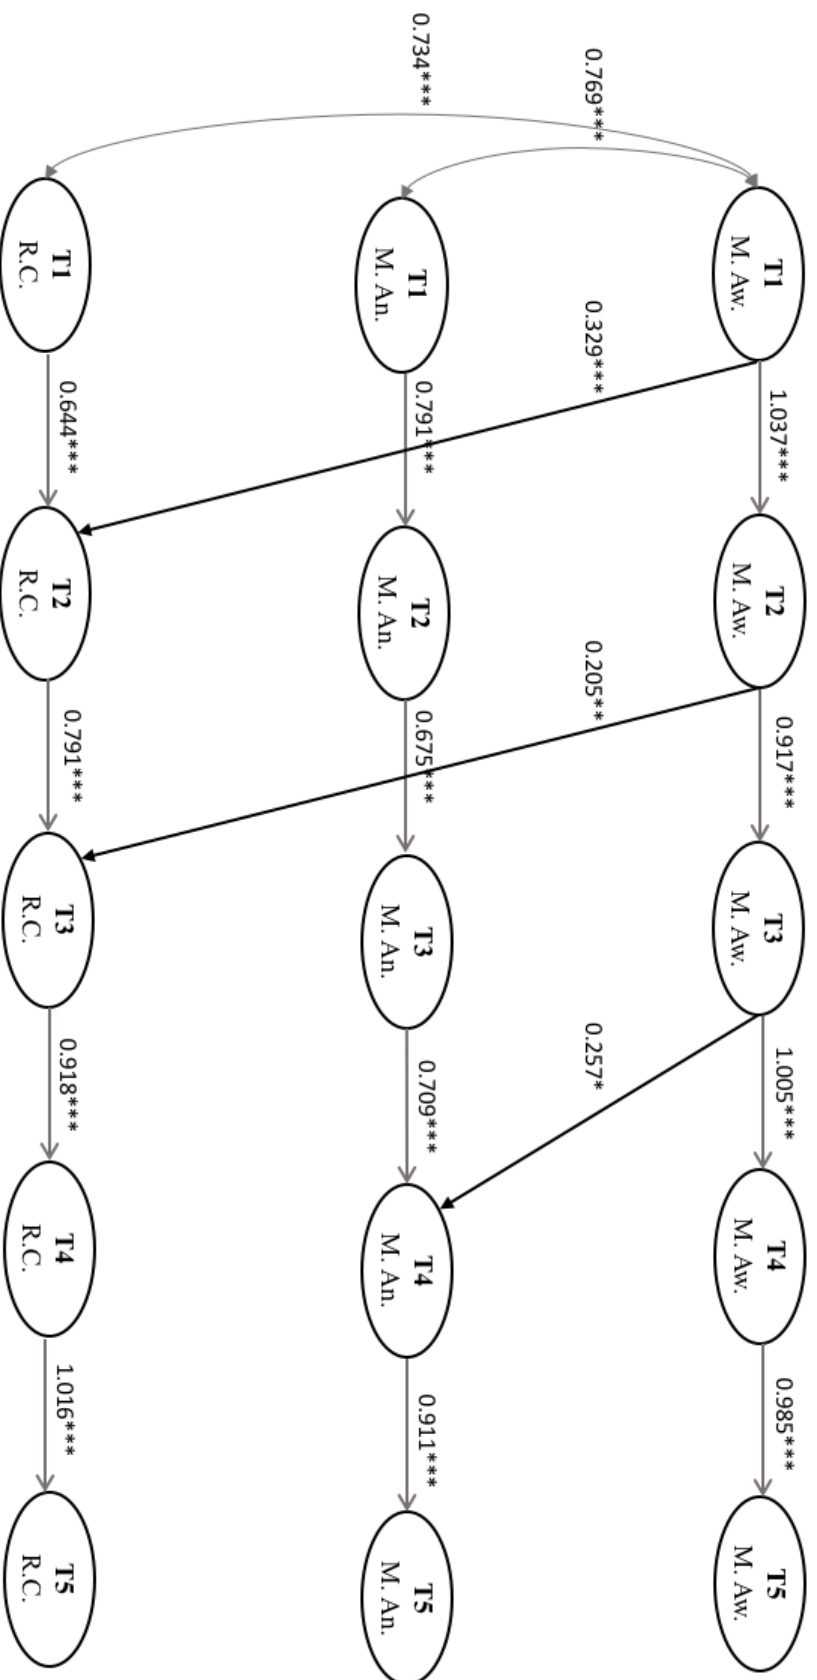 0.734***
0.769***
T1
M. Aw.
1.037***
T2
M. Aw.
0.917***
T3
M. Aw.
1.005***
T4
M. Aw.
0.985***
T5
M. Aw.
0.329***
0.205**
0.257*
T1
M. An.
0.791***
T2
M. An.
0.675***
T3
M. An.
0.709***
T4
M. An.
0.911***
T5
M. An.
T1
R.C.
0.644***
T2
R.C.
0.791***
T3
R.C.
0.918***
T4
R.C.
1.016***
T5
R.C.